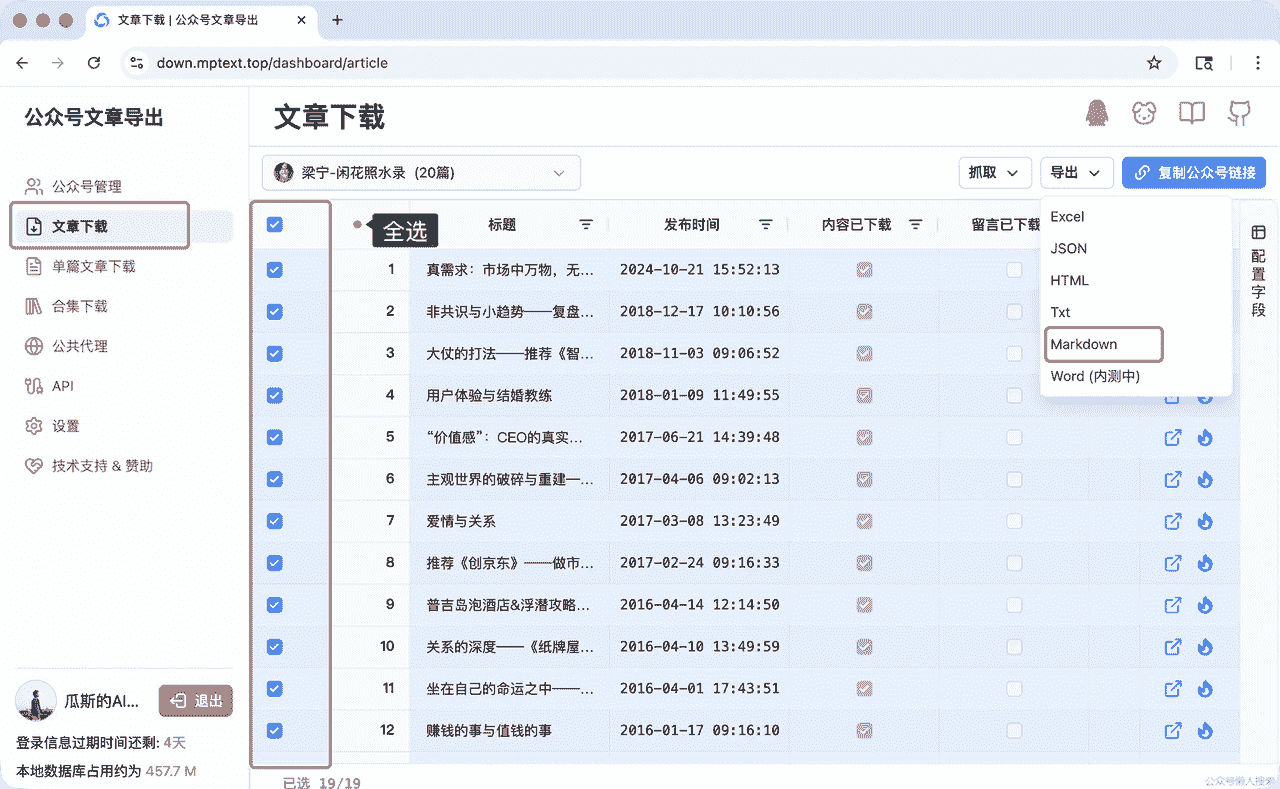 文章下载 | 公众号文章导出
down.mptext.top/dashboard/article
公众号文章导出
公众号管理
文章下载
单篇文章下载
合集下载
公共代理
API
设置
技术支持 & 赞助
瓜斯的AI...
退出
登录信息过期时间还剩: 4天
本地数据库占用约为 457.7 M
文章下载
梁宁-闲花照水录 (20篇)
抓取
导出
复制公众号链接
Excel
JSON
HTML
Txt
Markdown
Word (内测中)
全选
标题 发布时间 内容已下载 留言已下载
配置字段
1 真需求：市场中万物，无... 2024-10-21 15:52:13
2 非共识与小趋势——复盘... 2018-12-17 10:10:56
3 大仗的打法——推荐《智... 2018-11-03 09:06:52
4 用户体验与结婚教练 2018-01-09 11:49:55
5 “价值感”：CEO的真实... 2017-06-21 14:39:48
6 主观世界的破碎与重建—... 2017-04-06 09:02:13
7 爱情与关系 2017-03-08 13:23:49
8 推荐《创京东》——做市... 2017-02-24 09:16:33
9 普吉岛泡酒店&浮潜攻略... 2016-04-14 12:14:50
10 关系的深度——《纸牌屋... 2016-04-10 13:49:59
11 坐在自己的命运之中——... 2016-04-01 17:43:51
12 赚钱的事与值钱的事 2016-01-17 09:16:10
已选 19/19
公众号懒人搜索